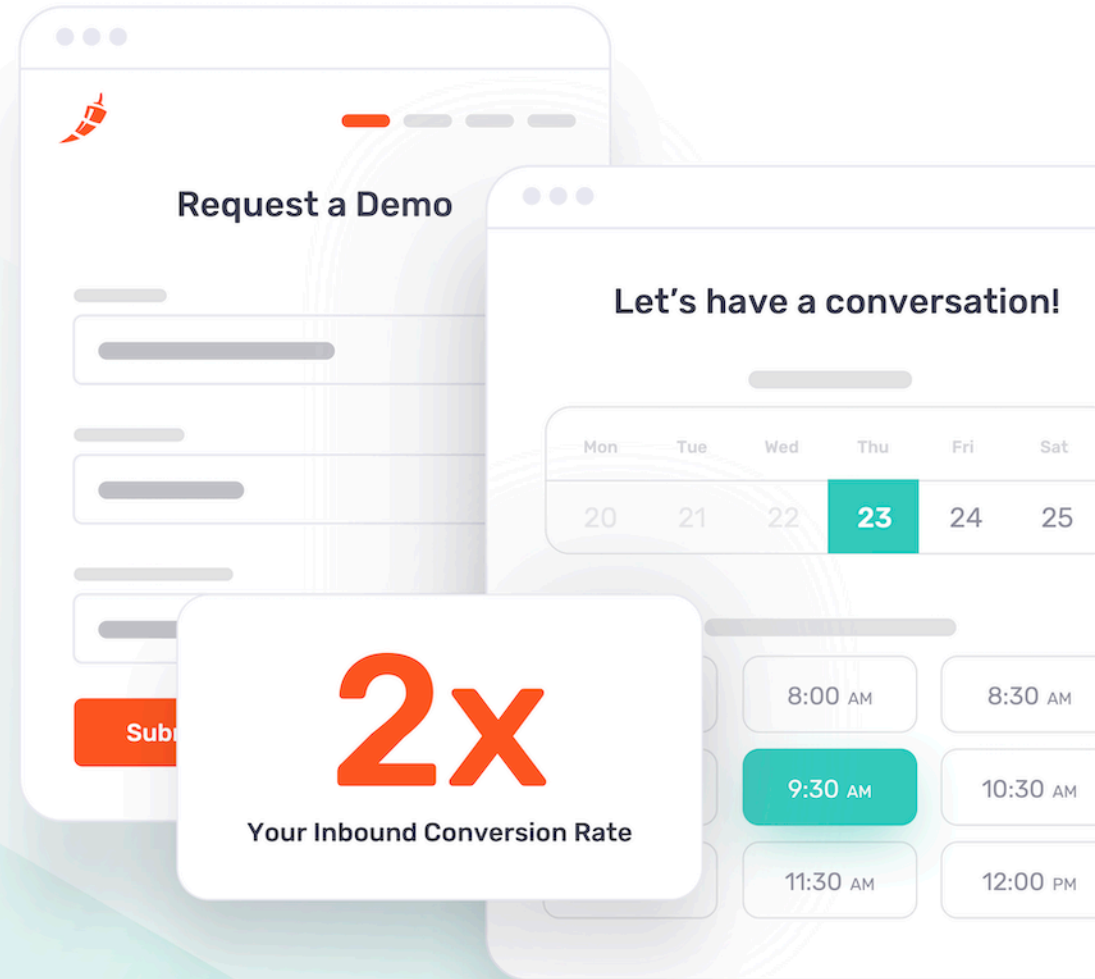 Request a Demo
Subm
Let's have a conversation!
Mon Tue Wed Thu Fri Sat
20 21 22 23 24 25
8:00 AM 8:30 AM
9:30 AM 10:30 AM
11:30 AM 12:00 PM
2x
Your Inbound Conversion Rate